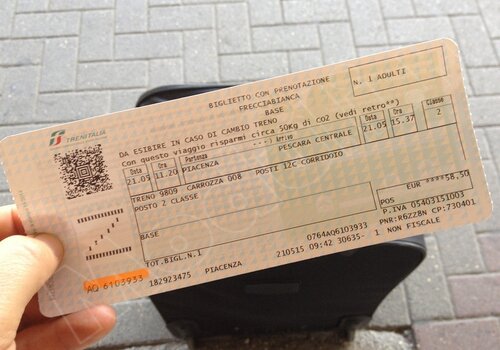 BIGLIETTO CON PRENOTAZIONE
FRECCIABIANCA
BASE
N. 1 ADULTI
TRENITALIA
DA ESIBIRE IN CASO DI CAMBIO TRENO
Con questo viaggio risparmi circa 50Kg di co2 (vedi retro**)
Data Ora Partenza ---> Arrivo Data Ora Classe
21.05 11.20 PIACENZA PESCARA CENTRALE 21.05 15.37 2
TRENO 9809 CARROZZA 008 POSTI 12C CORRIDOIO
POSTO 2 CLASSE
BASE
EUR ****58,50
POS
P.IVA 05403151003
TOT.BIGL.N.1 0764AQ6103933 PNR:R6ZZ8N CP:730401
AQ 6103933 182923475 PIACENZA 210515 09:42 30635- 1 NON FISCALE